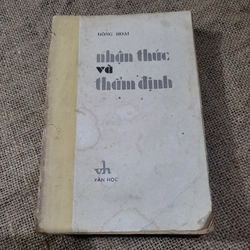 HỒNG HOAI
nhận thức
và
thẩm định
vh
VĂN HỌC